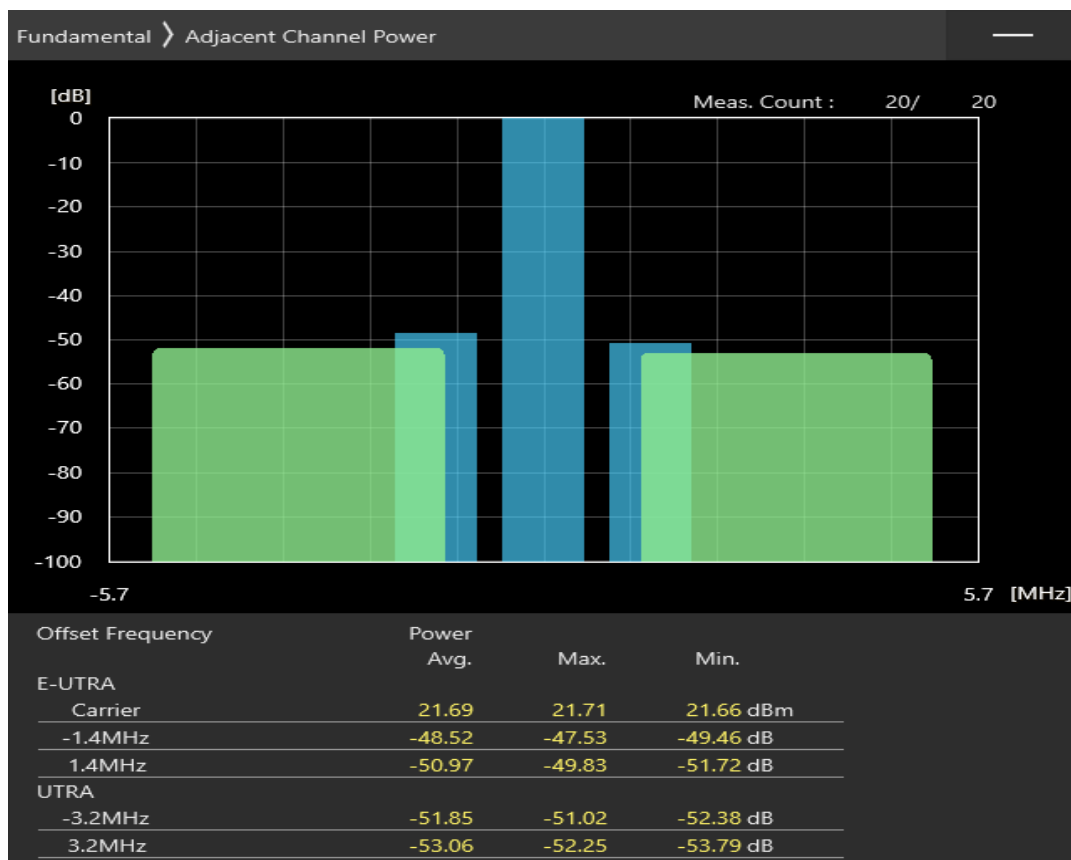 Fundamental 〉 Adjacent Channel Power
[dB]
Meas. Count : 20/ 20
0
-10
-20
-30
-40
-50
-60
-70
-80
-90
-100
-5.7 5.7 [MHz]
Offset Frequency Power
Avg. Max. Min.
E-UTRA
Carrier 21.69 21.71 21.66 dBm
-1.4MHz -48.52 -47.53 -49.46 dB
1.4MHz -50.97 -49.83 -51.72 dB
UTRA
-3.2MHz -51.85 -51.02 -52.38 dB
3.2MHz -53.06 -52.25 -53.79 dB